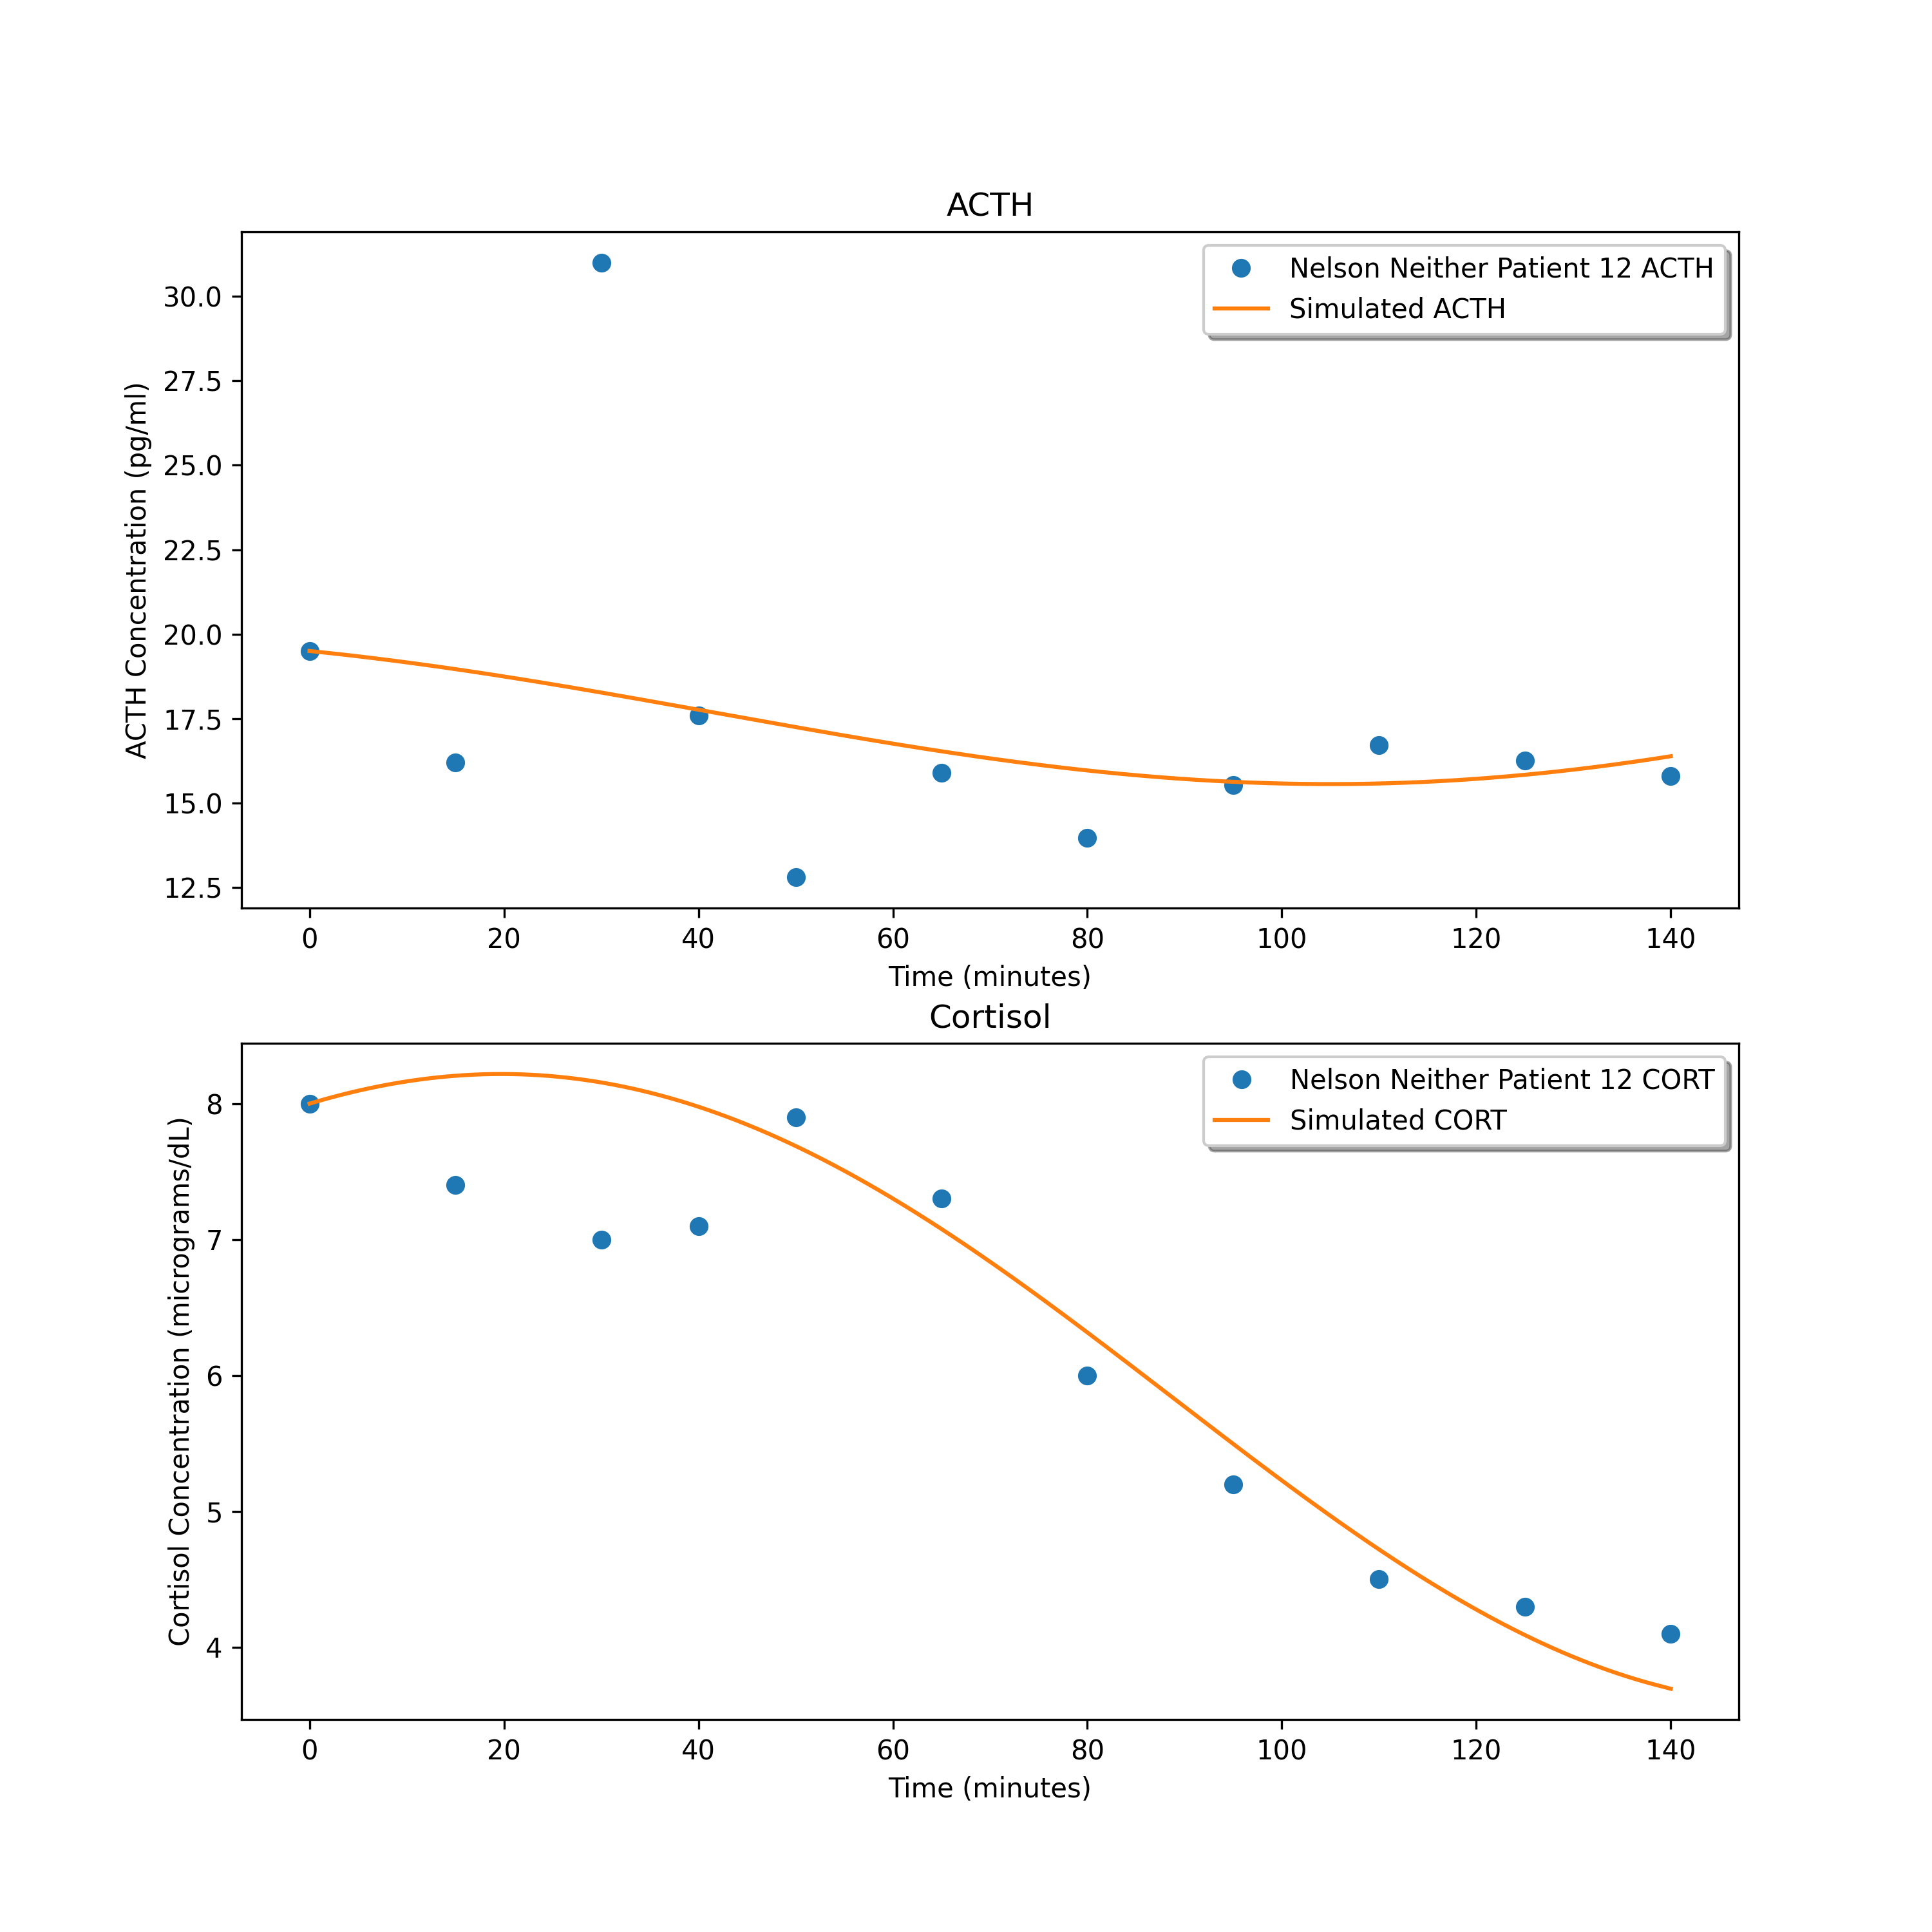 ACTH
Nelson Neither Patient 12 ACTH
Simulated ACTH
ACTH Concentration (pg/ml)
30.0
27.5
25.0
22.5
20.0
17.5
15.0
12.5
0 20 40 60 80 100 120 140
Time (minutes)
Cortisol
Nelson Neither Patient 12 CORT
Simulated CORT
Cortisol Concentration (micrograms/dL)
8
7
6
5
4
0 20 40 60 80 100 120 140
Time (minutes)